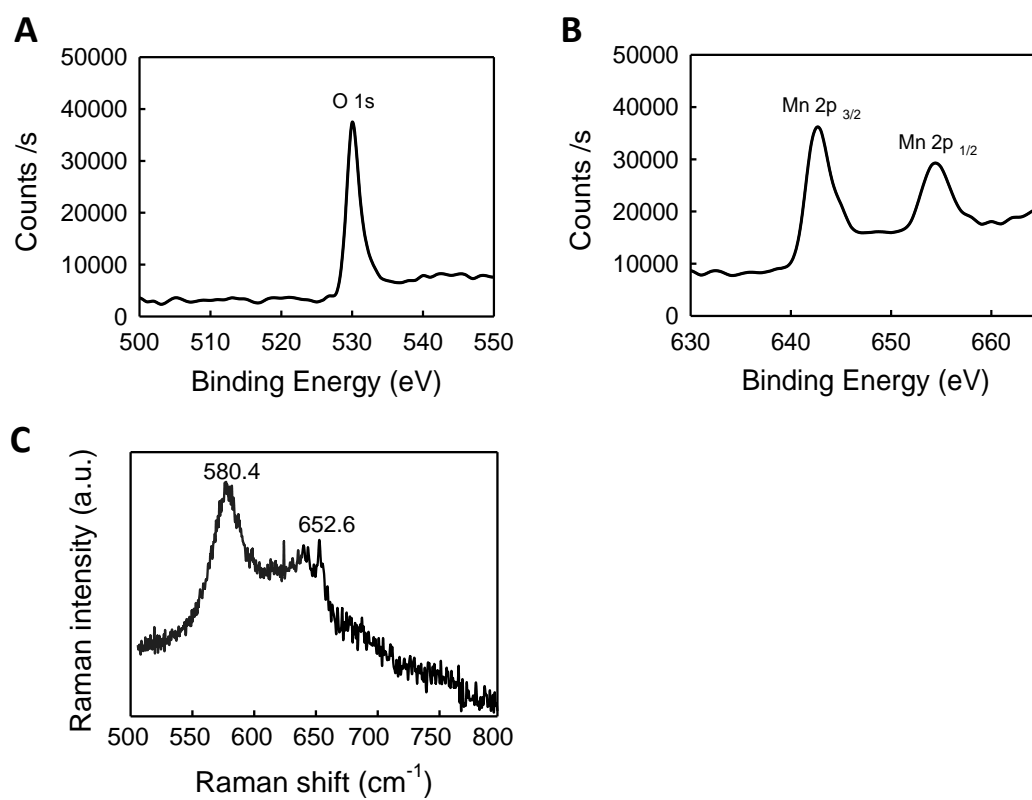 A
50000
40000
30000
20000
10000
0
Counts /s
O 1s
500 510 520 530 540 550
Binding Energy (eV)
B
50000
40000
30000
20000
10000
0
Counts /s
Mn 2p 3/2
Mn 2p 1/2
630 640 650 660
Binding Energy (eV)
C
Raman intensity (a.u.)
580.4
652.6
500 550 600 650 700 750 800
Raman shift (cm-1)